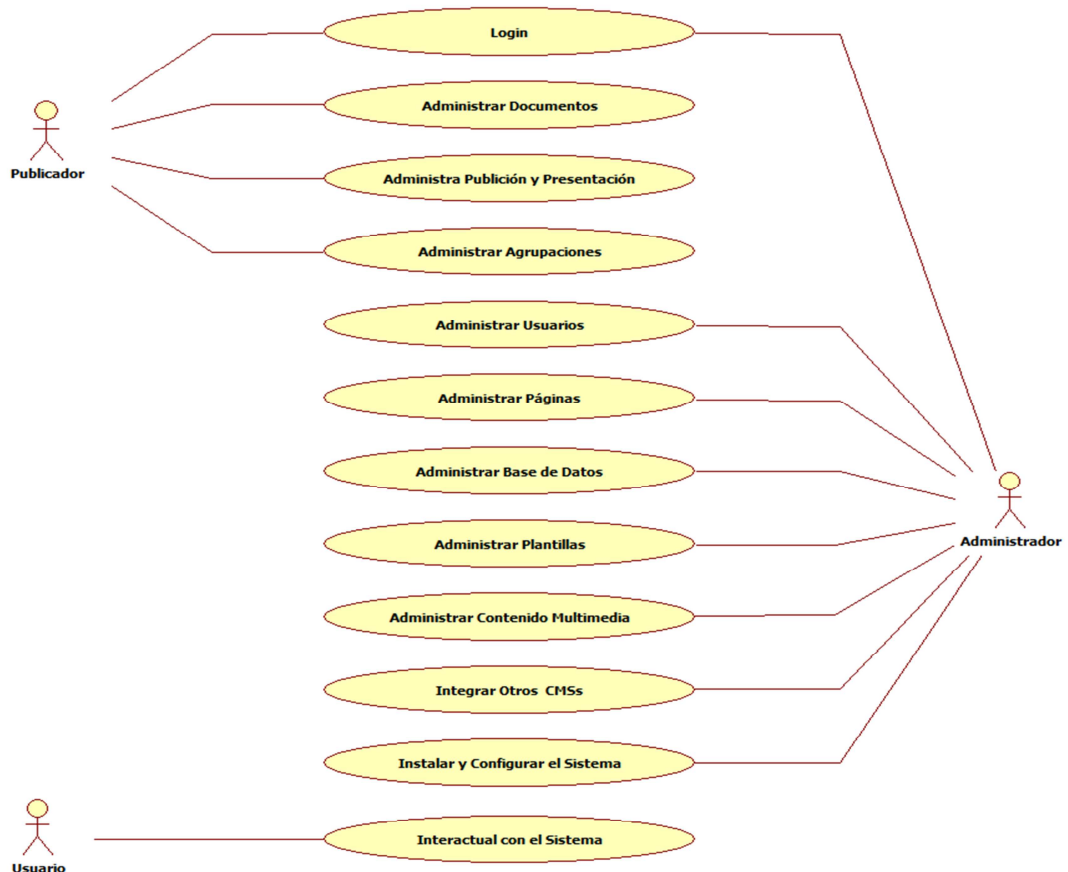 Login
Administrar Documentos
Publicador
Administra Publición y Presentación
Administrar Agrupaciones
Administrar Usuarios
Administrar Páginas
Administrar Base de Datos
Administrador
Administrar Plantillas
Administrar Contenido Multimedia
Integrar Otros CMSs
Instalar y Configurar el Sistema
Interactual con el Sistema
Usuario